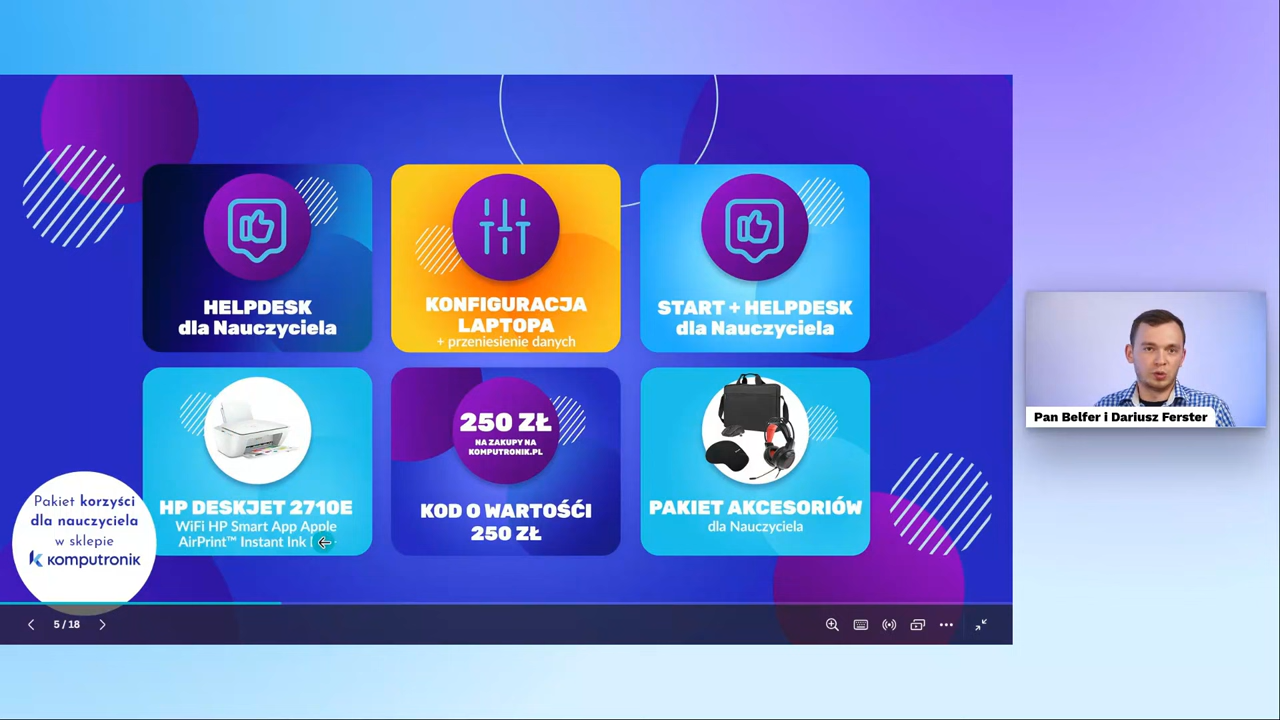 HELPDESK
dla Nauczyciela
KONFIGURACJA
LAPTOPA
+ przeniesienie danych
START + HELPDESK
dla Nauczyciela
HP DESKJET 2710E
WiFi HP Smart App Apple
AirPrint™ Instant Ink
250 ZŁ
NA ZAKUPY NA
KOMPUTRONIK.PL
KOD O WARTOŚĆI
250 ZŁ
PAKIET AKCESORIÓW
dla Nauczyciela
Pakiet korzyści
dla nauczyciela
w sklepie
komputronik
5 / 18
Pan Belfer i Dariusz Ferster